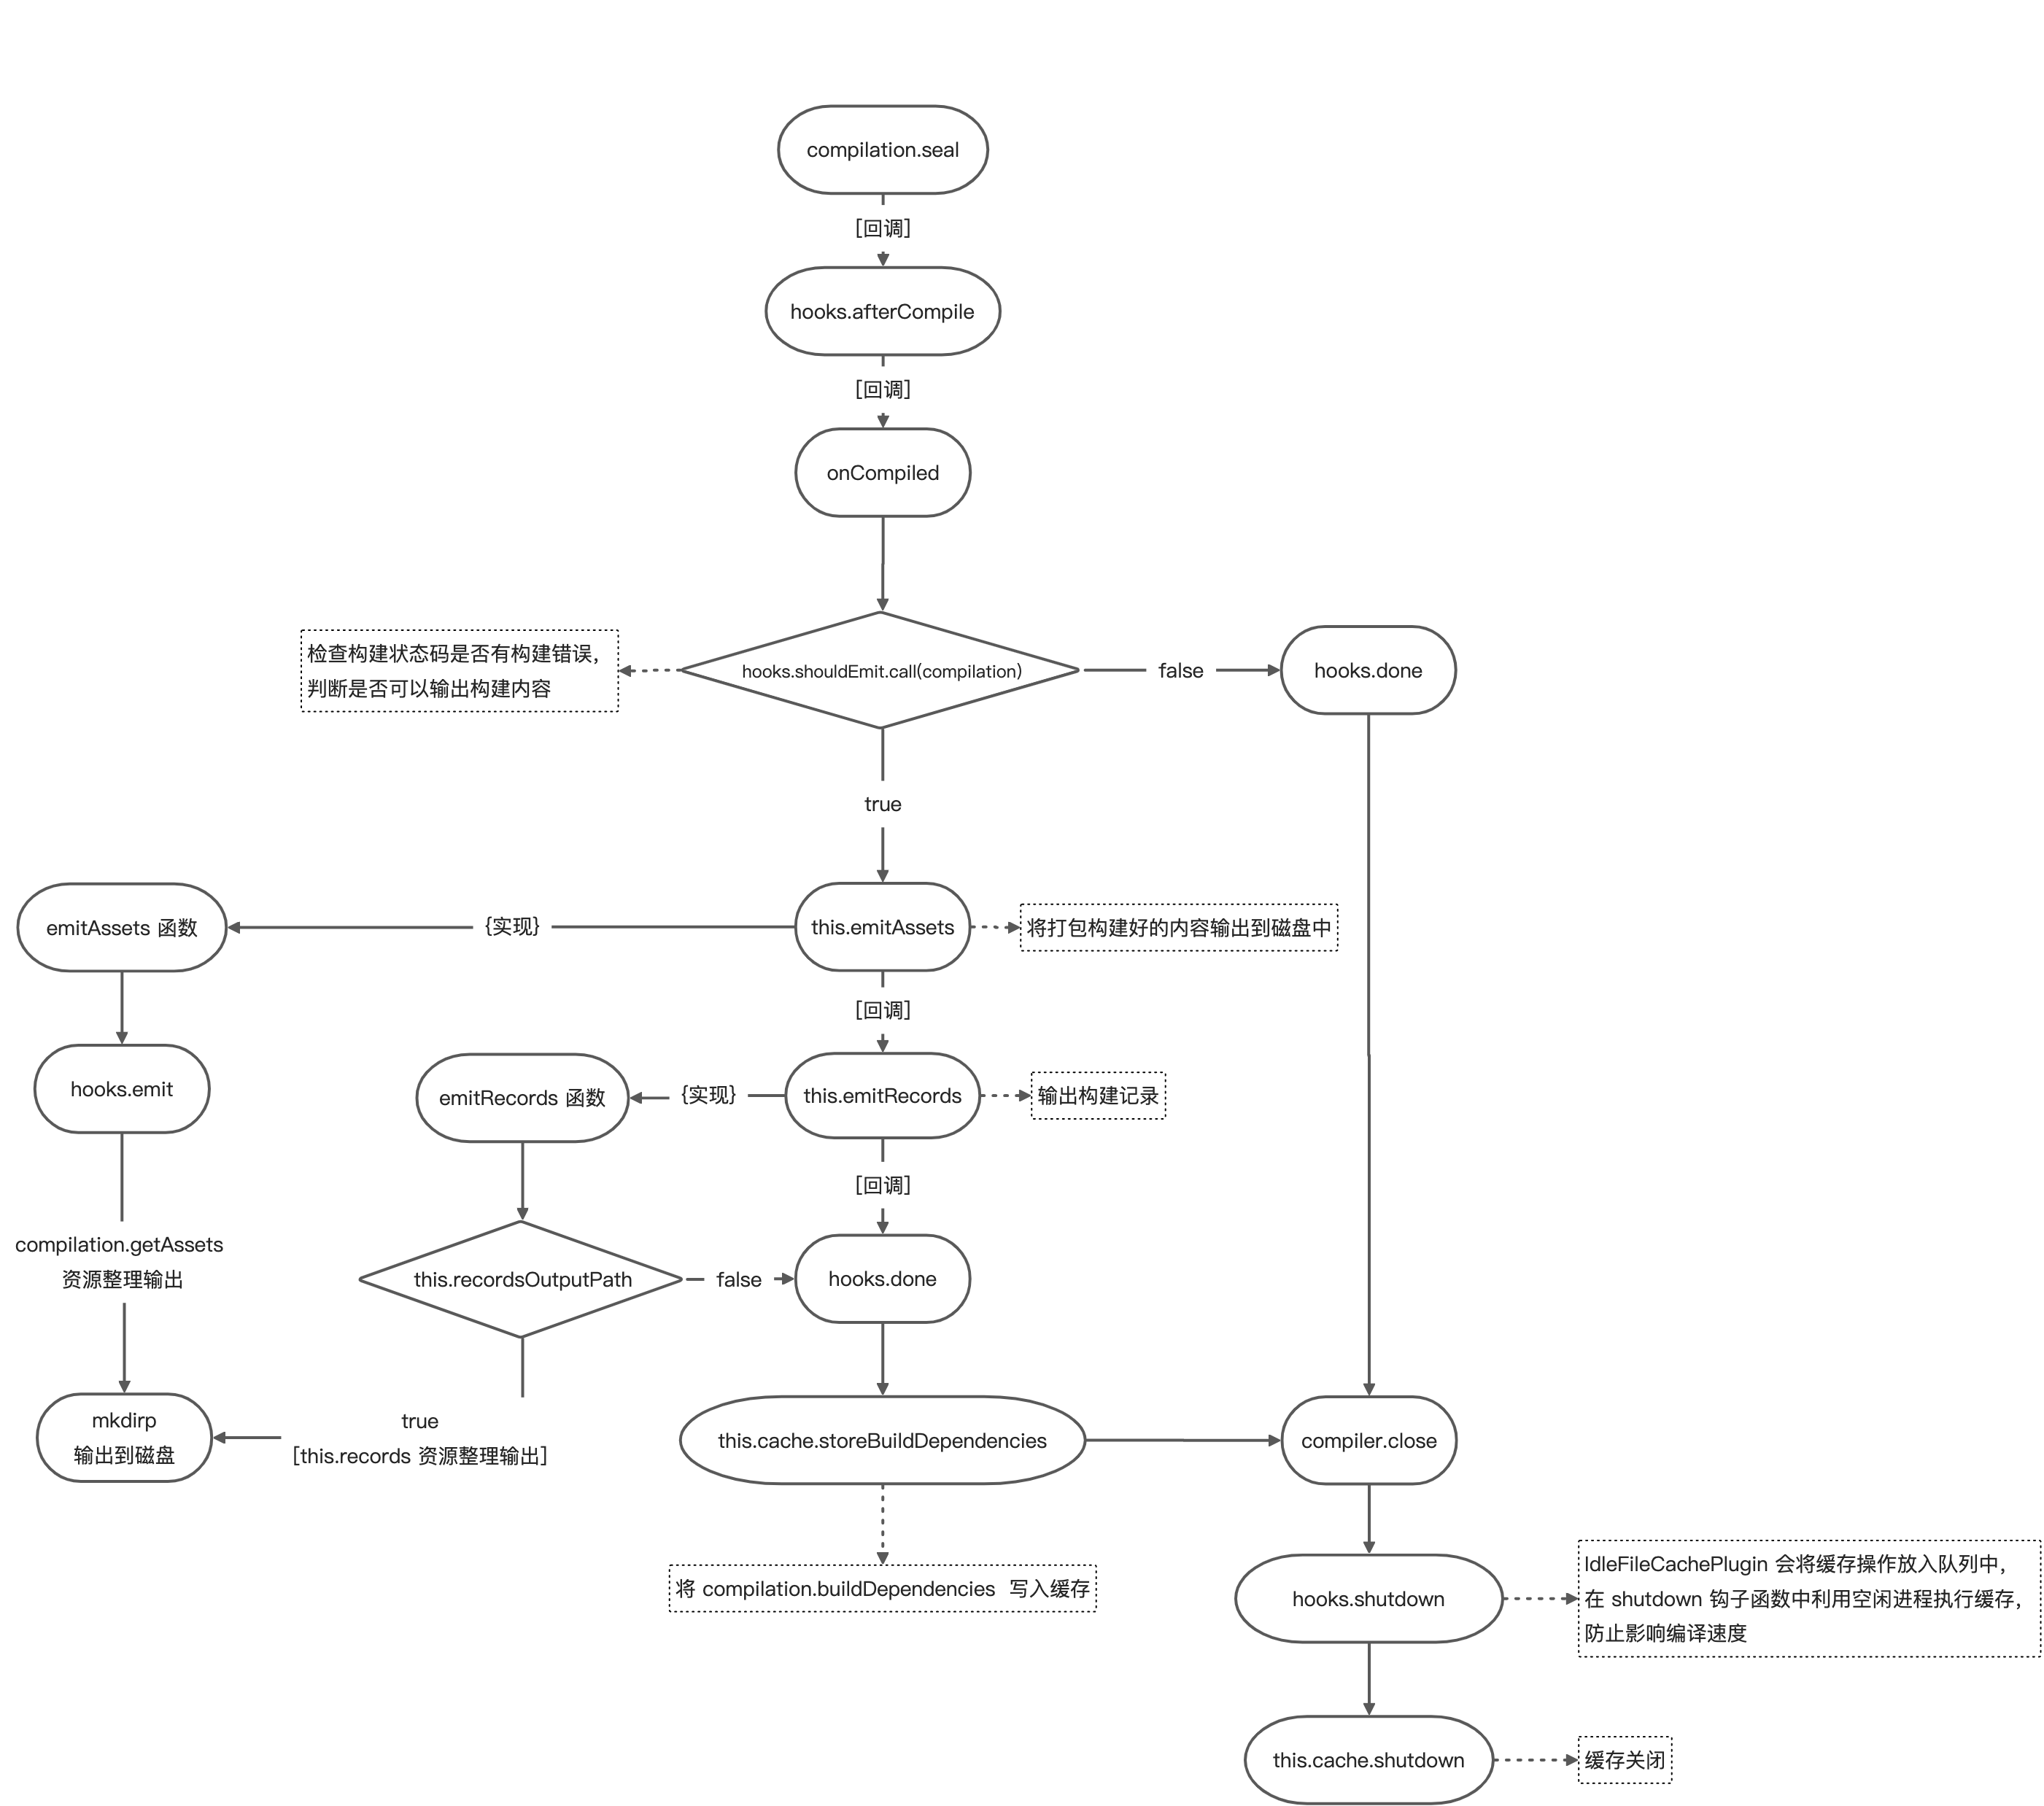 compilation.seal
[回调]
hooks.afterCompile
[回调]
onCompiled
检查构建状态码是否有构建错误，
判断是否可以输出构建内容
hooks.shouldEmit.call(compilation)
false
hooks.done
true
emitAssets 函数
{实现}
this.emitAssets
将打包构建好的内容输出到磁盘中
[回调]
hooks.emit
emitRecords 函数
{实现}
this.emitRecords
输出构建记录
[回调]
compilation.getAssets
资源整理输出
this.recordsOutputPath
false
hooks.done
mkdirp
输出到磁盘
true
[this.records 资源整理输出]
this.cache.storeBuildDependencies
compiler.close
将 compilation.buildDependencies 写入缓存
hooks.shutdown
IdleFileCachePlugin 会将缓存操作放入队列中，
在 shutdown 钩子函数中利用空闲进程执行缓存，
防止影响编译速度
this.cache.shutdown
缓存关闭